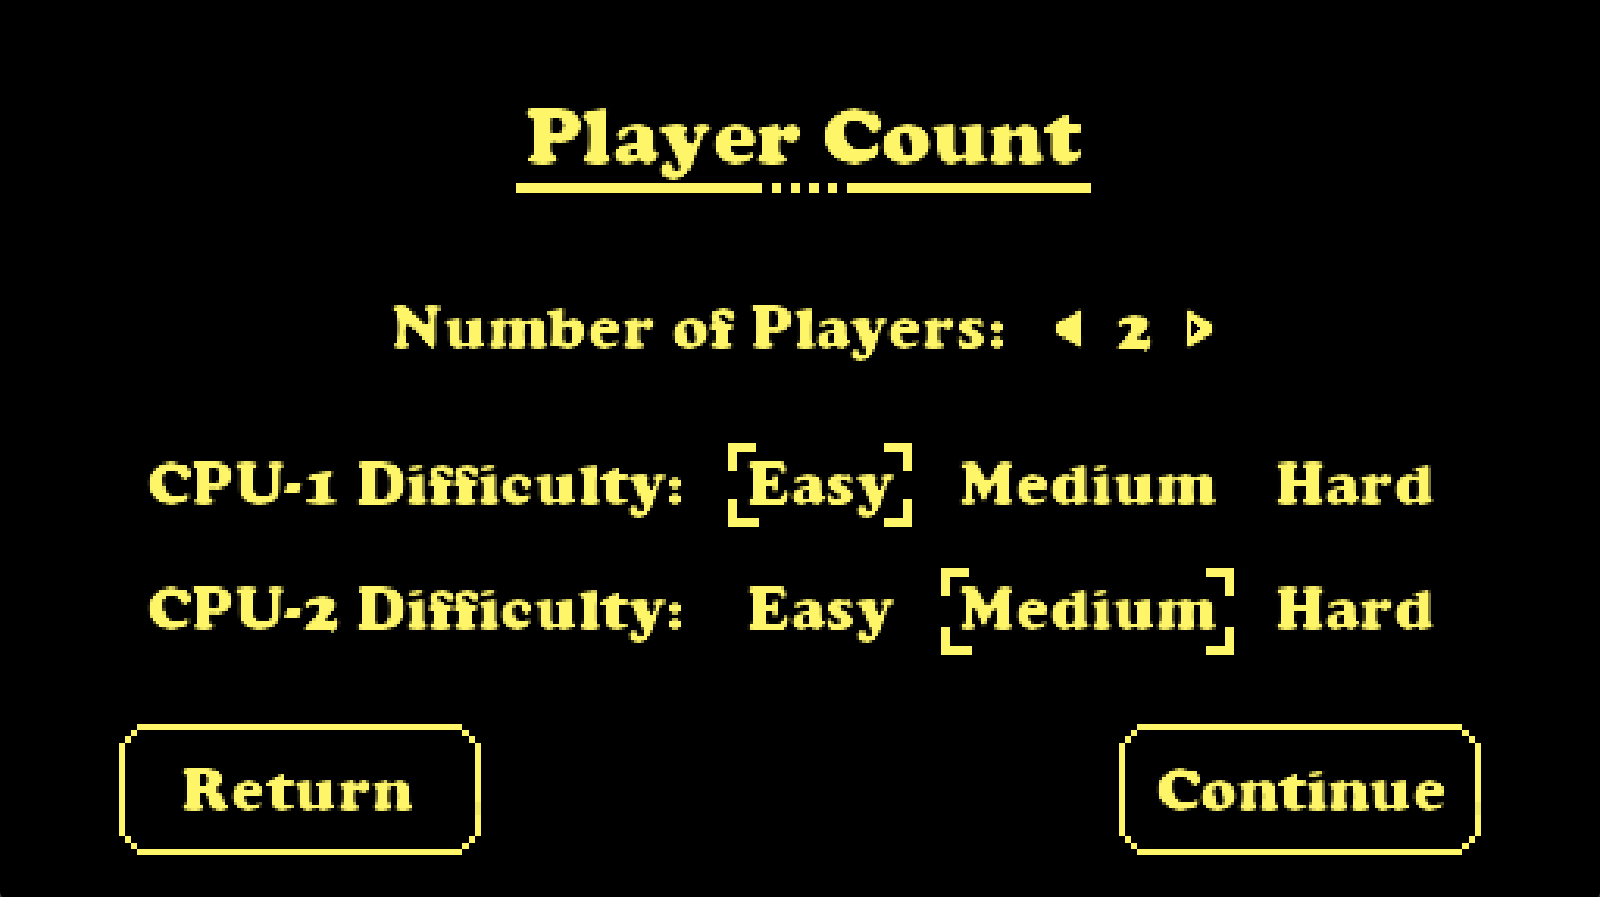 Player Count
Number of Players: 2
CPU-1 Difficulty: Easy Medium Hard
CPU-2 Difficulty: Easy Medium Hard
Return Continue